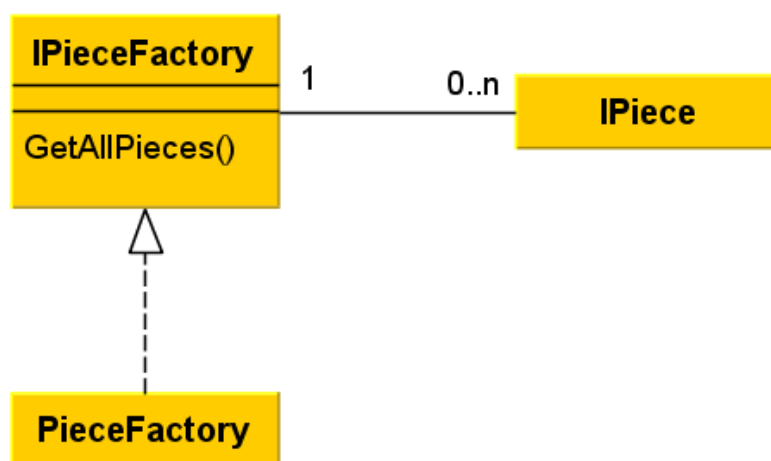 IPieceFactory
1
0..n
IPiece
GetAllPieces()
PieceFactory